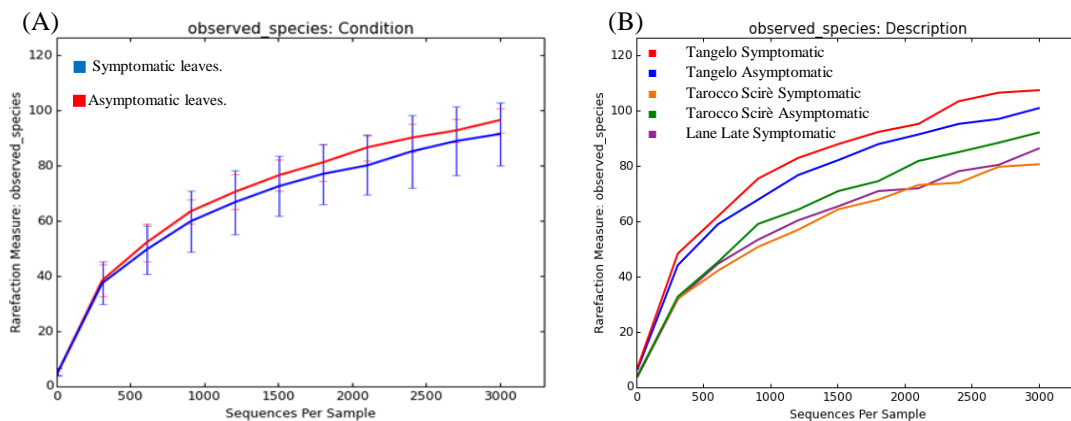 (A)
observed_species: Condition
Rarefaction Measure: observed_species
120
100
80
60
40
20
0
Symptomatic leaves.
Asymptomatic leaves.
0 500 1000 1500 2000 2500 3000
Sequences Per Sample
(B)
observed_species: Description
Rarefaction Measure: observed_species
120
100
80
60
40
20
0
Tangelo Symptomatic
Tangelo Asymptomatic
Tarocco Scirè Symptomatic
Tarocco Scirè Asymptomatic
Lane Late Symptomatic
0 500 1000 1500 2000 2500 3000
Sequences Per Sample